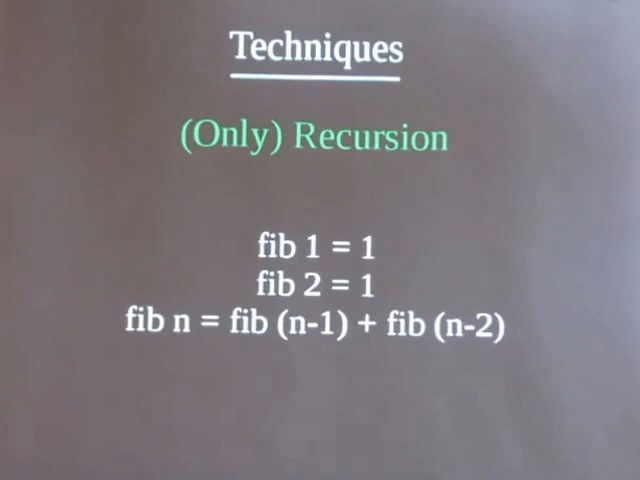 Techniques
(Only) Recursion
fib 1 = 1
fib 2 = 1
fib n = fib (n-1) + fib (n-2)